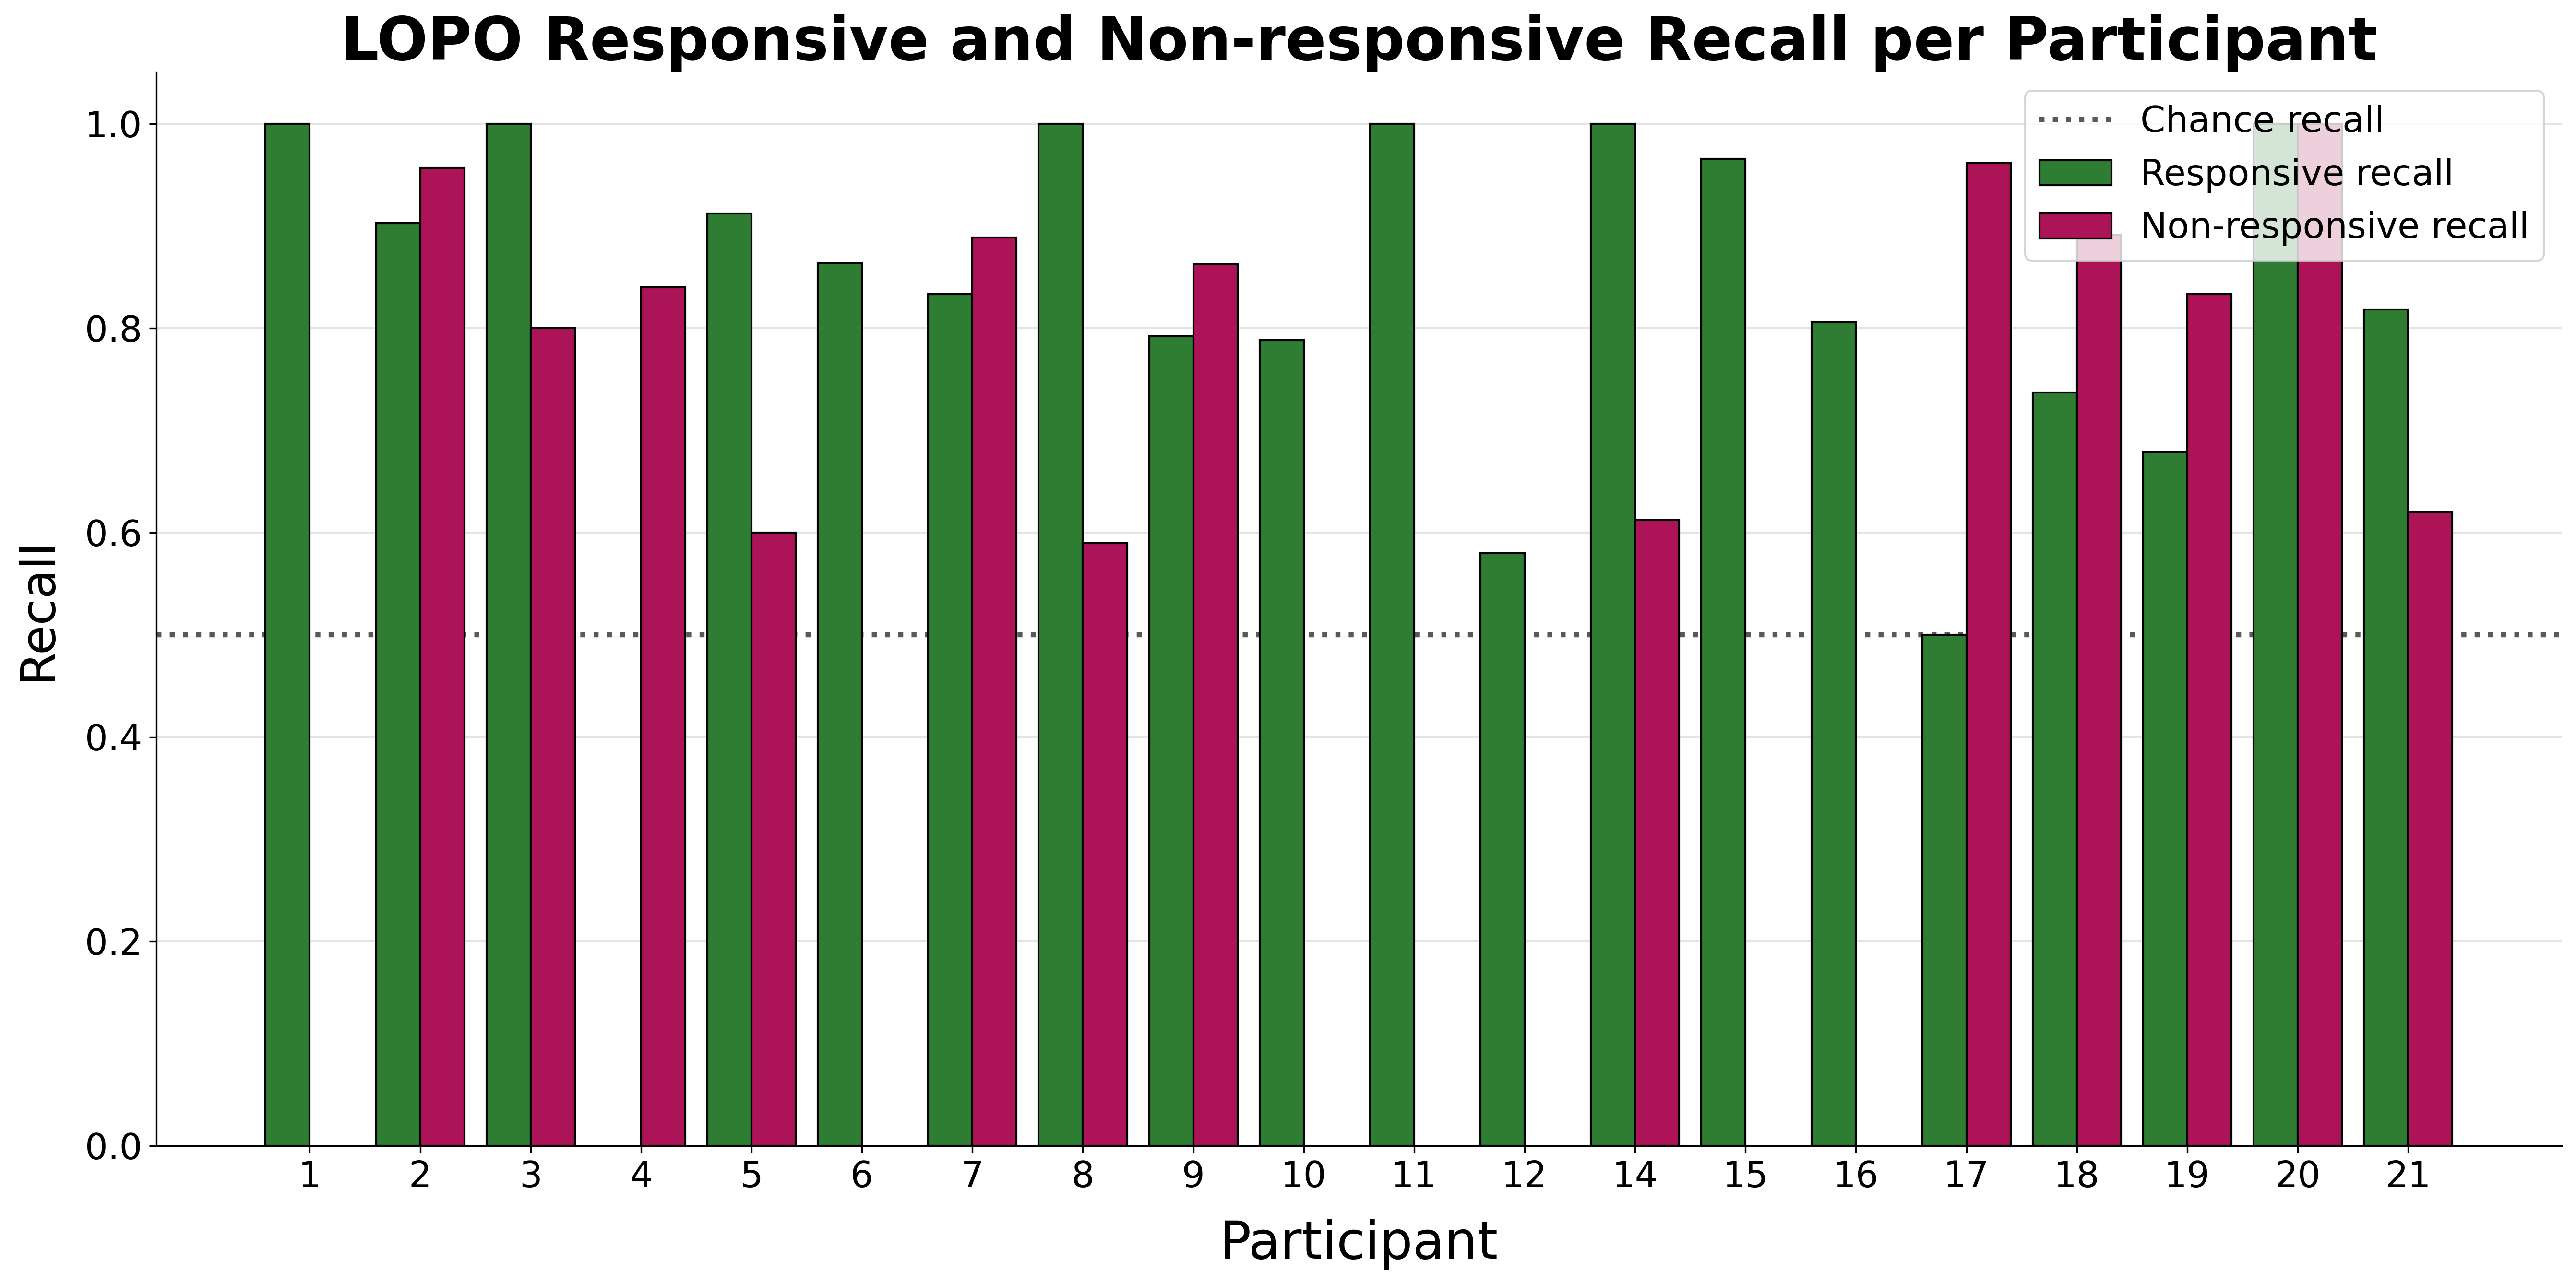 LOPO Responsive and Non-responsive Recall per Participant
Chance recall
Responsive recall
Non-responsive recall
1.0
0.8
0.6
0.4
0.2
0.0
Recall
1 2 3 4 5 6 7 8 9 10 11 12 14 15 16 17 18 19 20 21
Participant